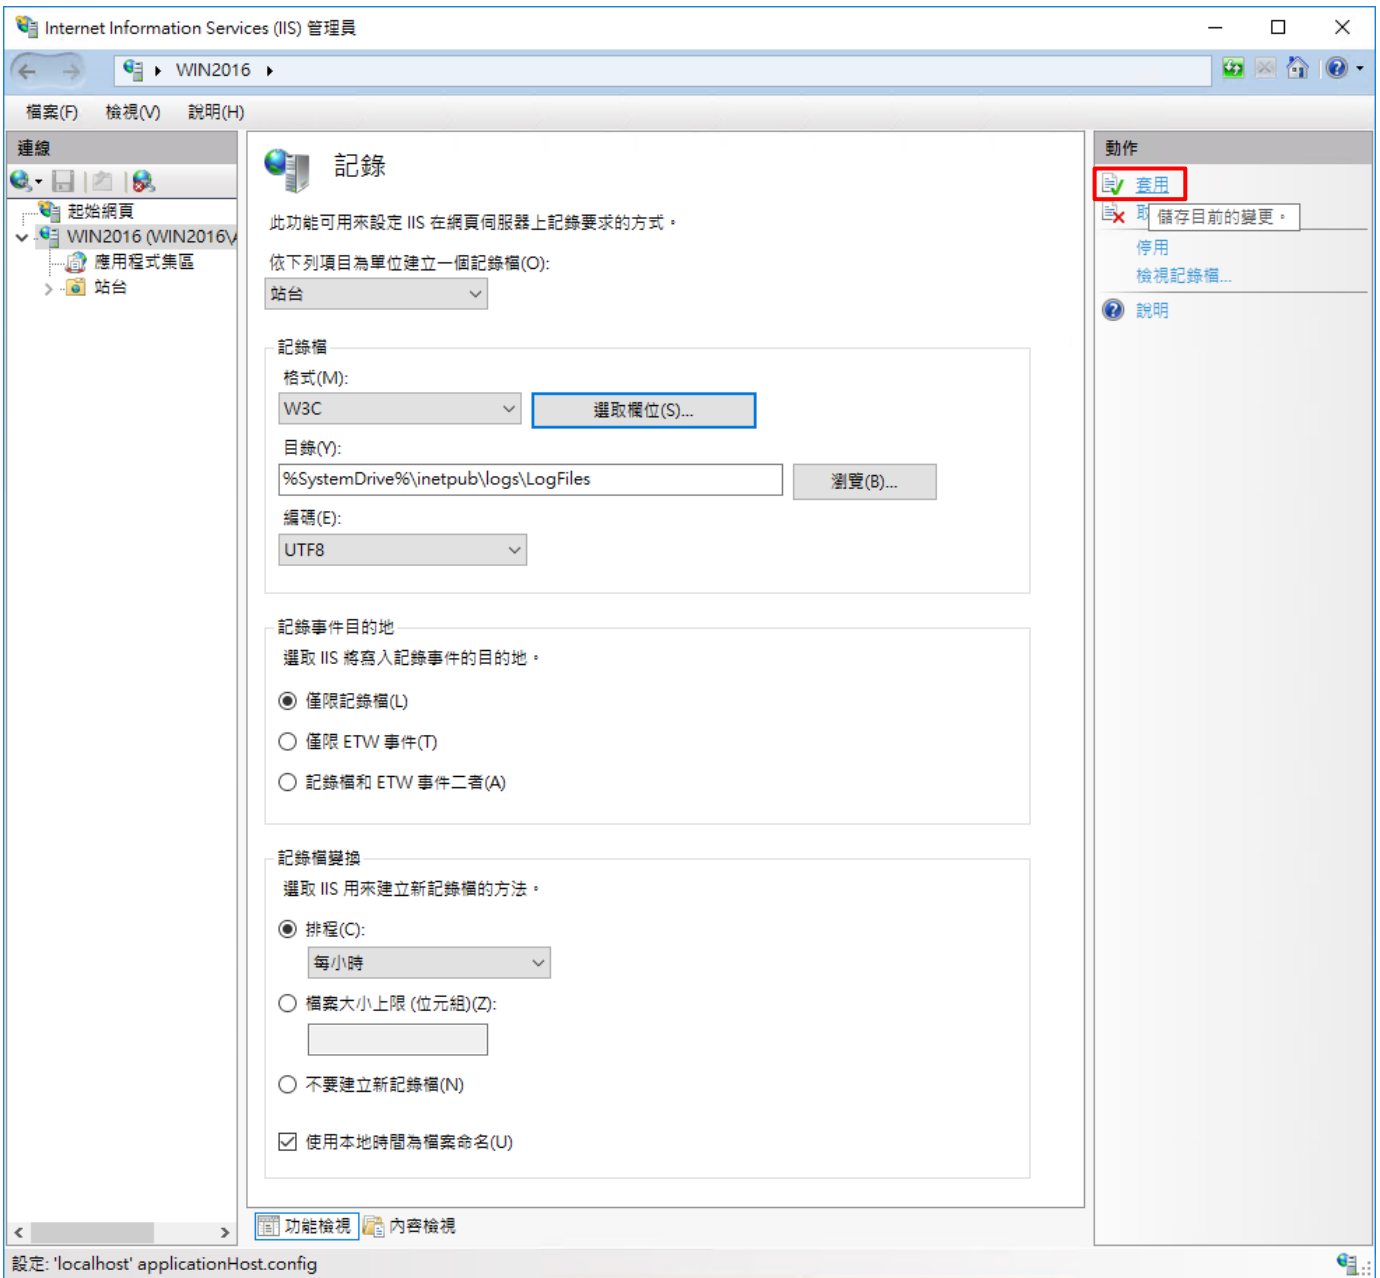 Internet Information Services (IIS) 管理員
WIN2016
檔案(F) 檢視(V) 說明(H)
連線
起始網頁
WIN2016 (WIN2016\
應用程式集區
站台
記錄
此功能可用來設定 IIS 在網頁伺服器上記錄要求的方式。
依下列項目為單位建立一個記錄檔(O):
站台
記錄檔
格式(M):
W3C
選取欄位(S)...
目錄(Y):
%SystemDrive%\inetpub\logs\LogFiles
瀏覽(B)...
編碼(E):
UTF8
記錄事件目的地
選取 IIS 將寫入記錄事件的目的地。
僅限記錄檔(L)
僅限 ETW 事件(T)
記錄檔和 ETW 事件二者(A)
記錄檔變換
選取 IIS 用來建立新記錄檔的方法。
排程(C):
每小時
檔案大小上限 (位元組)(Z):
不要建立新記錄檔(N)
使用本地時間為檔案命名(U)
功能檢視 內容檢視
動作
套用
取
儲存目前的變更。
停用
檢視記錄檔...
說明
設定: 'localhost' applicationHost.config